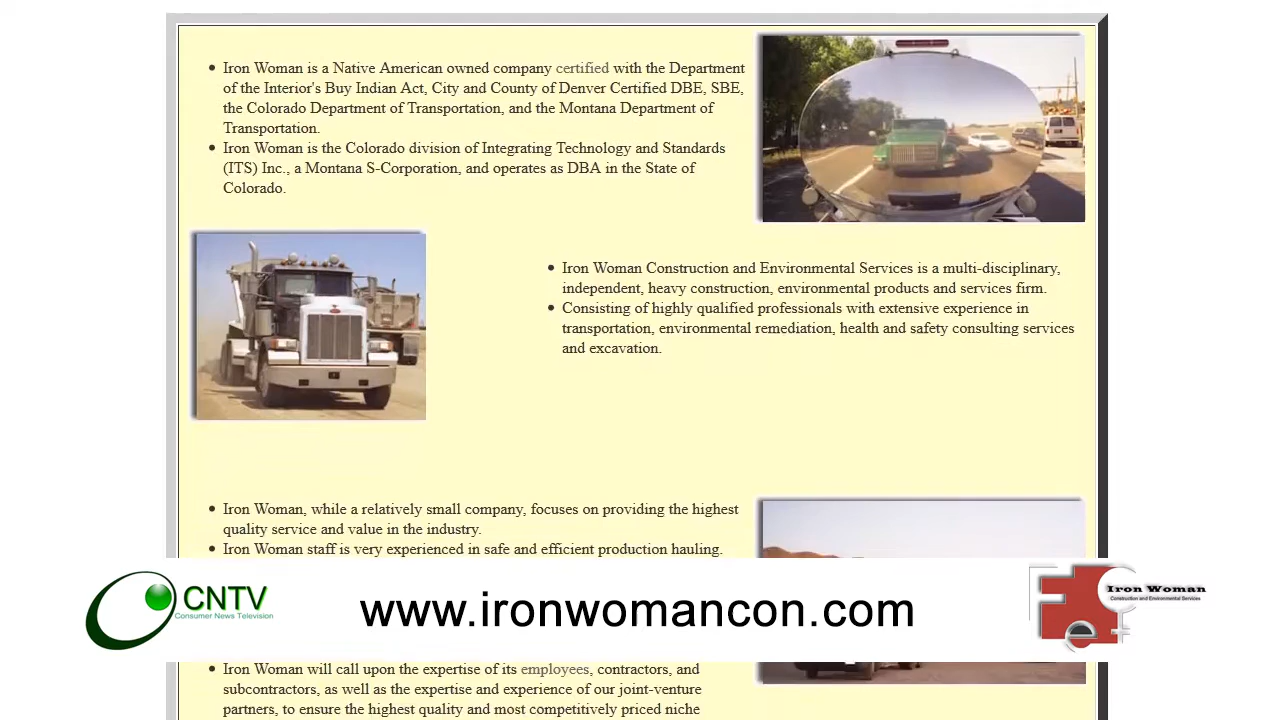 Iron Woman is a Native American owned company certified with the Department
of the Interior's Buy Indian Act, City and County of Denver Certified DBE, SBE,
the Colorado Department of Transportation, and the Montana Department of
Transportation.
Iron Woman is the Colorado division of Integrating Technology and Standards
(ITS) Inc., a Montana S-Corporation, and operates as DBA in the State of
Colorado.
Iron Woman Construction and Environmental Services is a multi-disciplinary,
independent, heavy construction, environmental products and services firm.
Consisting of highly qualified professionals with extensive experience in
transportation, environmental remediation, health and safety consulting services
and excavation.
Iron Woman, while a relatively small company, focuses on providing the highest
quality service and value in the industry.
Iron Woman staff is very experienced in safe and efficient production hauling.
CNTV
Consumer News Television
www.ironwomancon.com
Iron Woman
Construction and Environmental Services
Iron Woman will call upon the expertise of its employees, contractors, and
subcontractors, as well as the expertise and experience of our joint-venture
partners, to ensure the highest quality and most competitively priced niche